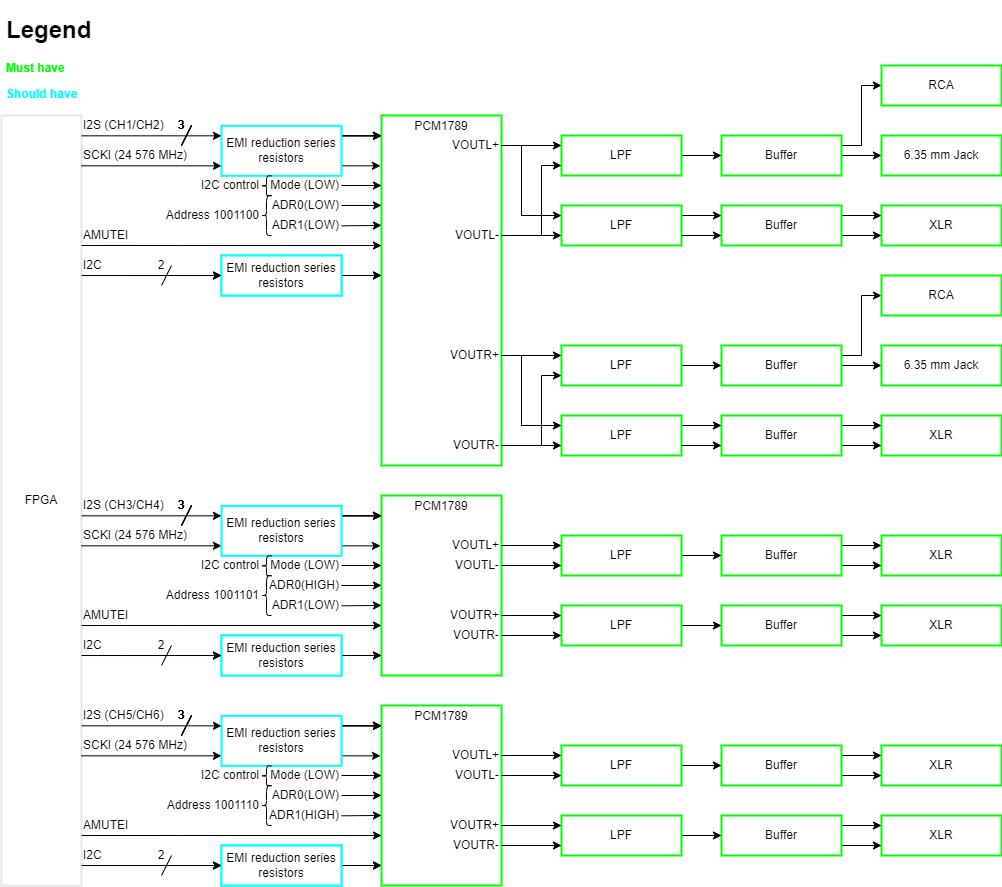 Legend
Must have
Should have
FPGA
I2S (CH1/CH2) 3
SCKI (24 576 MHz)
EMI reduction series
resistors
I2C control
Mode (LOW)
Address 1001100
ADR0(LOW)
ADR1(LOW)
AMUTEI
I2C 2
EMI reduction series
resistors
PCM1789
VOUTL+
VOUTL-
VOUTR+
VOUTR-
LPF
Buffer
RCA
6.35 mm Jack
LPF
Buffer
XLR
RCA
LPF
Buffer
6.35 mm Jack
LPF
Buffer
XLR
I2S (CH3/CH4) 3
SCKI (24 576 MHz)
EMI reduction series
resistors
I2C control
Mode (LOW)
Address 1001101
ADR0(HIGH)
ADR1(LOW)
AMUTEI
I2C 2
EMI reduction series
resistors
PCM1789
VOUTL+
VOUTL-
VOUTR+
VOUTR-
LPF
Buffer
XLR
LPF
Buffer
XLR
I2S (CH5/CH6) 3
SCKI (24 576 MHz)
EMI reduction series
resistors
I2C control
Mode (LOW)
Address 1001110
ADR0(LOW)
ADR1(HIGH)
AMUTEI
I2C 2
EMI reduction series
resistors
PCM1789
VOUTL+
VOUTL-
VOUTR+
VOUTR-
LPF
Buffer
XLR
LPF
Buffer
XLR